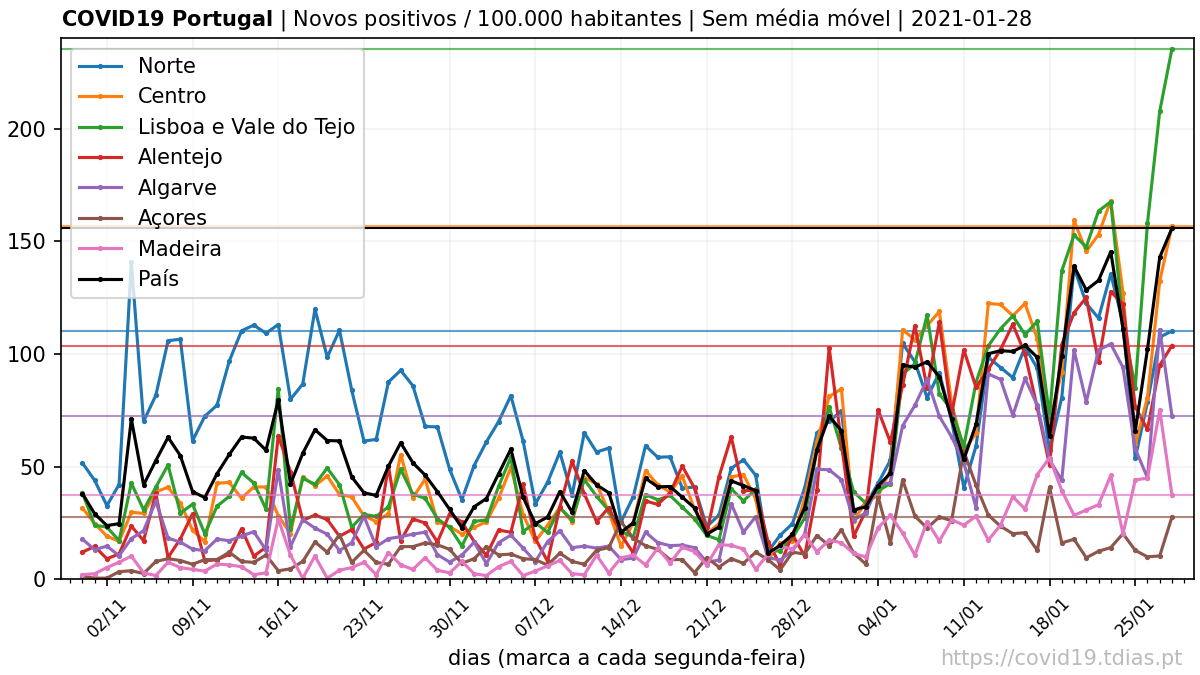 COVID19 Portugal | Novos positivos / 100.000 habitantes | Sem média móvel | 2021-01-28
Norte
Centro
Lisboa e Vale do Tejo
Alentejo
Algarve
Açores
Madeira
País
200
150
100
50
0
02/11
09/11
16/11
23/11
30/11
07/12
14/12
21/12
28/12
04/01
11/01
18/01
25/01
dias (marca a cada segunda-feira)
https://covid19.tdias.pt